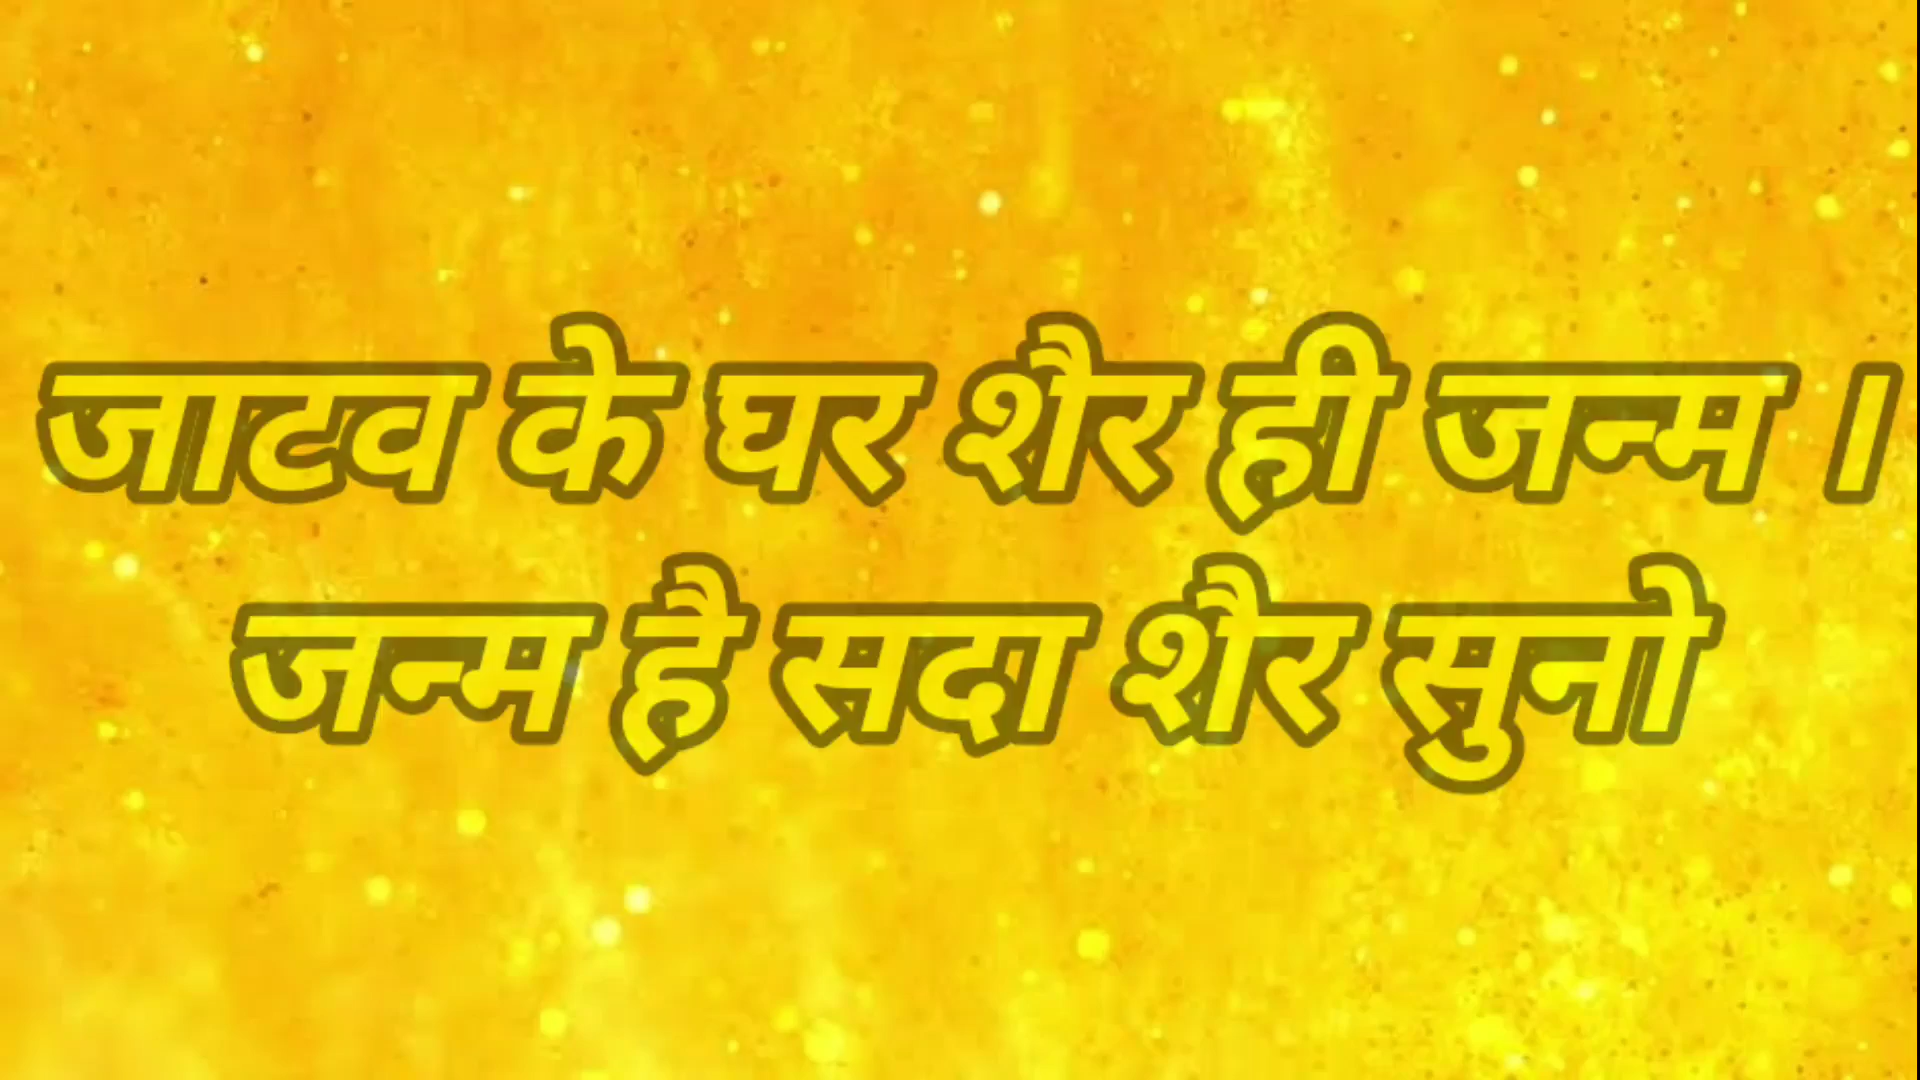 जाटव के घर शैर ही जन्म ।
जन्म है सदा शैर सुनो